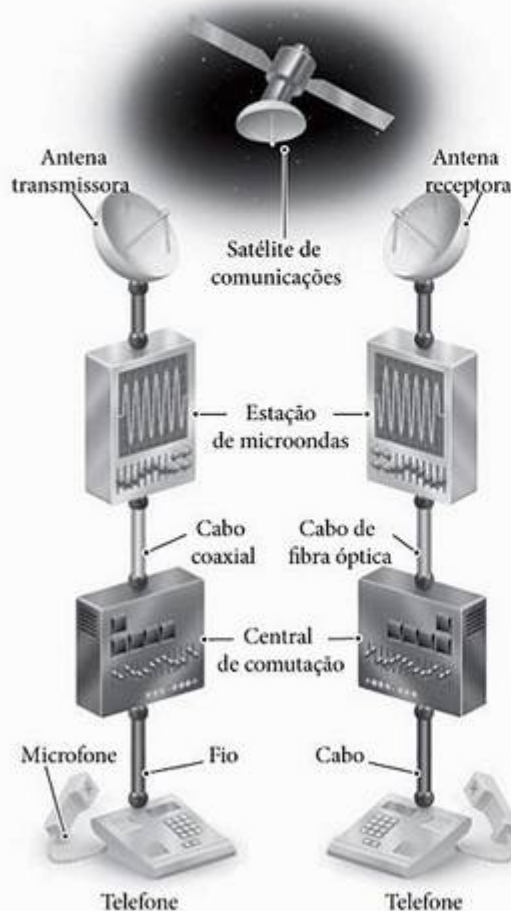 Antena
transmissora
Antena
receptora
Satélite de
comunicações
Estação
de microondas
Cabo
coaxial
Cabo de
fibra óptica
Central
de comutação
Microfone
Fio
Cabo
Telefone
Telefone